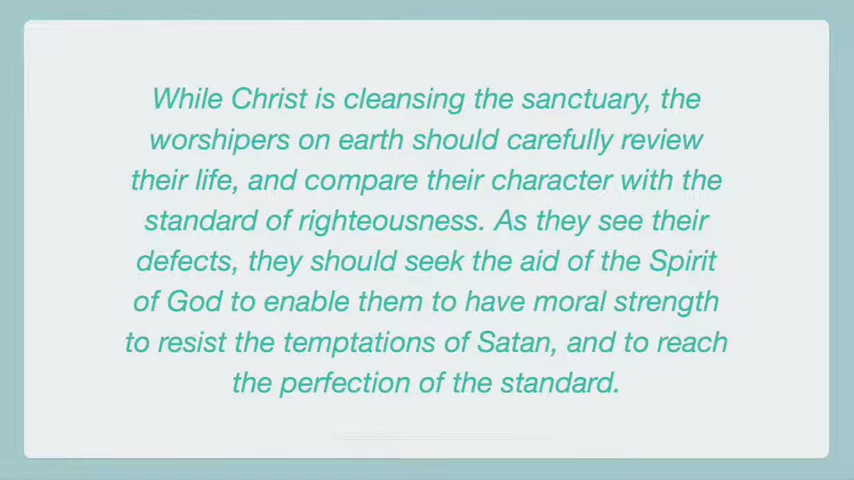 While Christ is cleansing the sanctuary, the
worshipers on earth should carefully review
their life, and compare their character with the
standard of righteousness. As they see their
defects, they should seek the aid of the Spirit
of God to enable them to have moral strength
to resist the temptations of Satan, and to reach
the perfection of the standard.